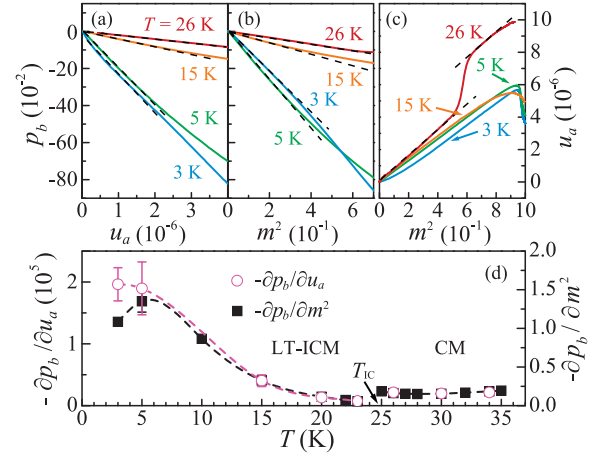 (a) T = 26 K 15 K 5 K 3 K
(b) 26 K 15 K 3 K 5 K
(c) 26 K 5 K 15 K 3 K
p_b (10^-2)
0 -20 -40 -60 -80
0 1 2 3 4
u_a (10^-6)
0 2 4 6
m^2 (10^-1)
0 2 4 6 8 10
m^2 (10^-1)
10 8 6 4 2 0
u_a (10^-6)
(d)
-∂p_b/∂u_a
-∂p_b/∂m^2
LT-ICM T_IC CM
-∂p_b/∂u_a (10^5)
2 1 0
2.0 1.5 1.0 0.5 0.0
-∂p_b/∂m^2
0 5 10 15 20 25 30 35
T (K)